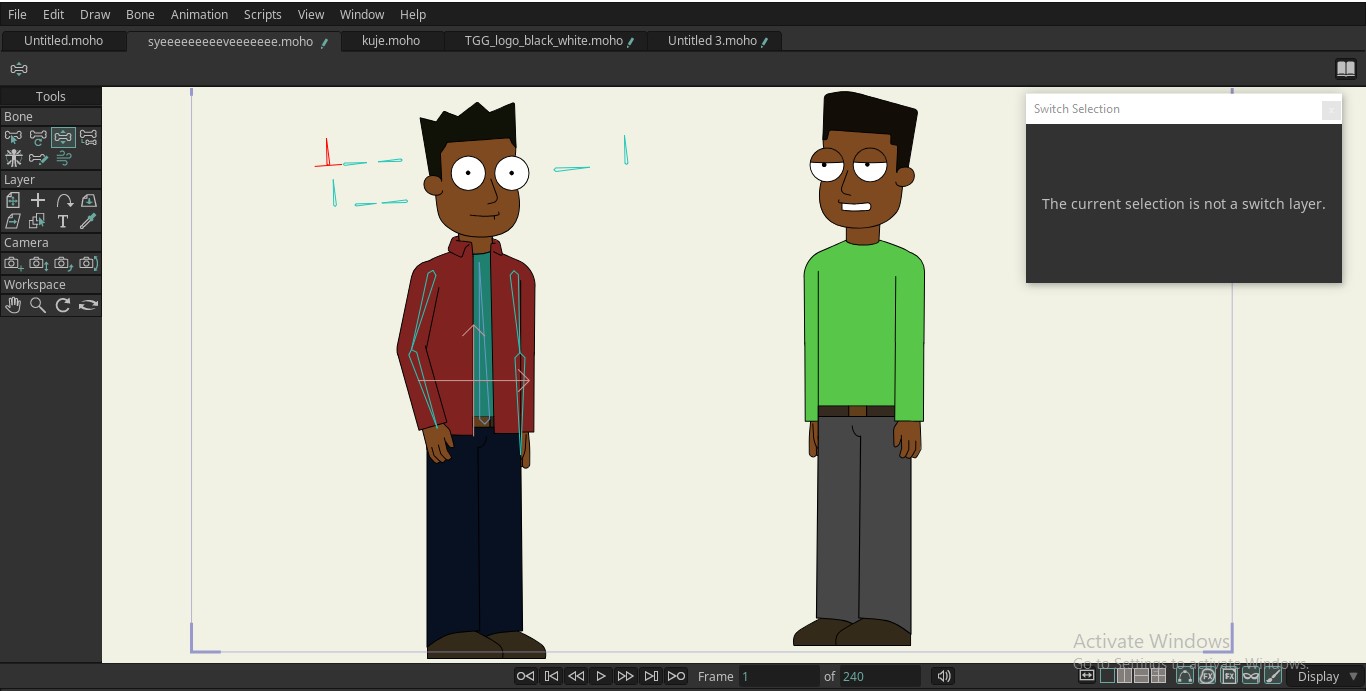 File Edit Draw Bone Animation Scripts View Window Help
Untitled.moho syeeeeeeeeeveeeeeee.moho kuje.moho TGG_logo_black_white.moho Untitled 3.moho
Tools
Bone
Switch Selection
x
Layer
The current selection is not a switch layer.
T
Camera
Workspace
Activate Windows
Go to Settings to activate Windows.
Frame 1 of 240 FX FX Display